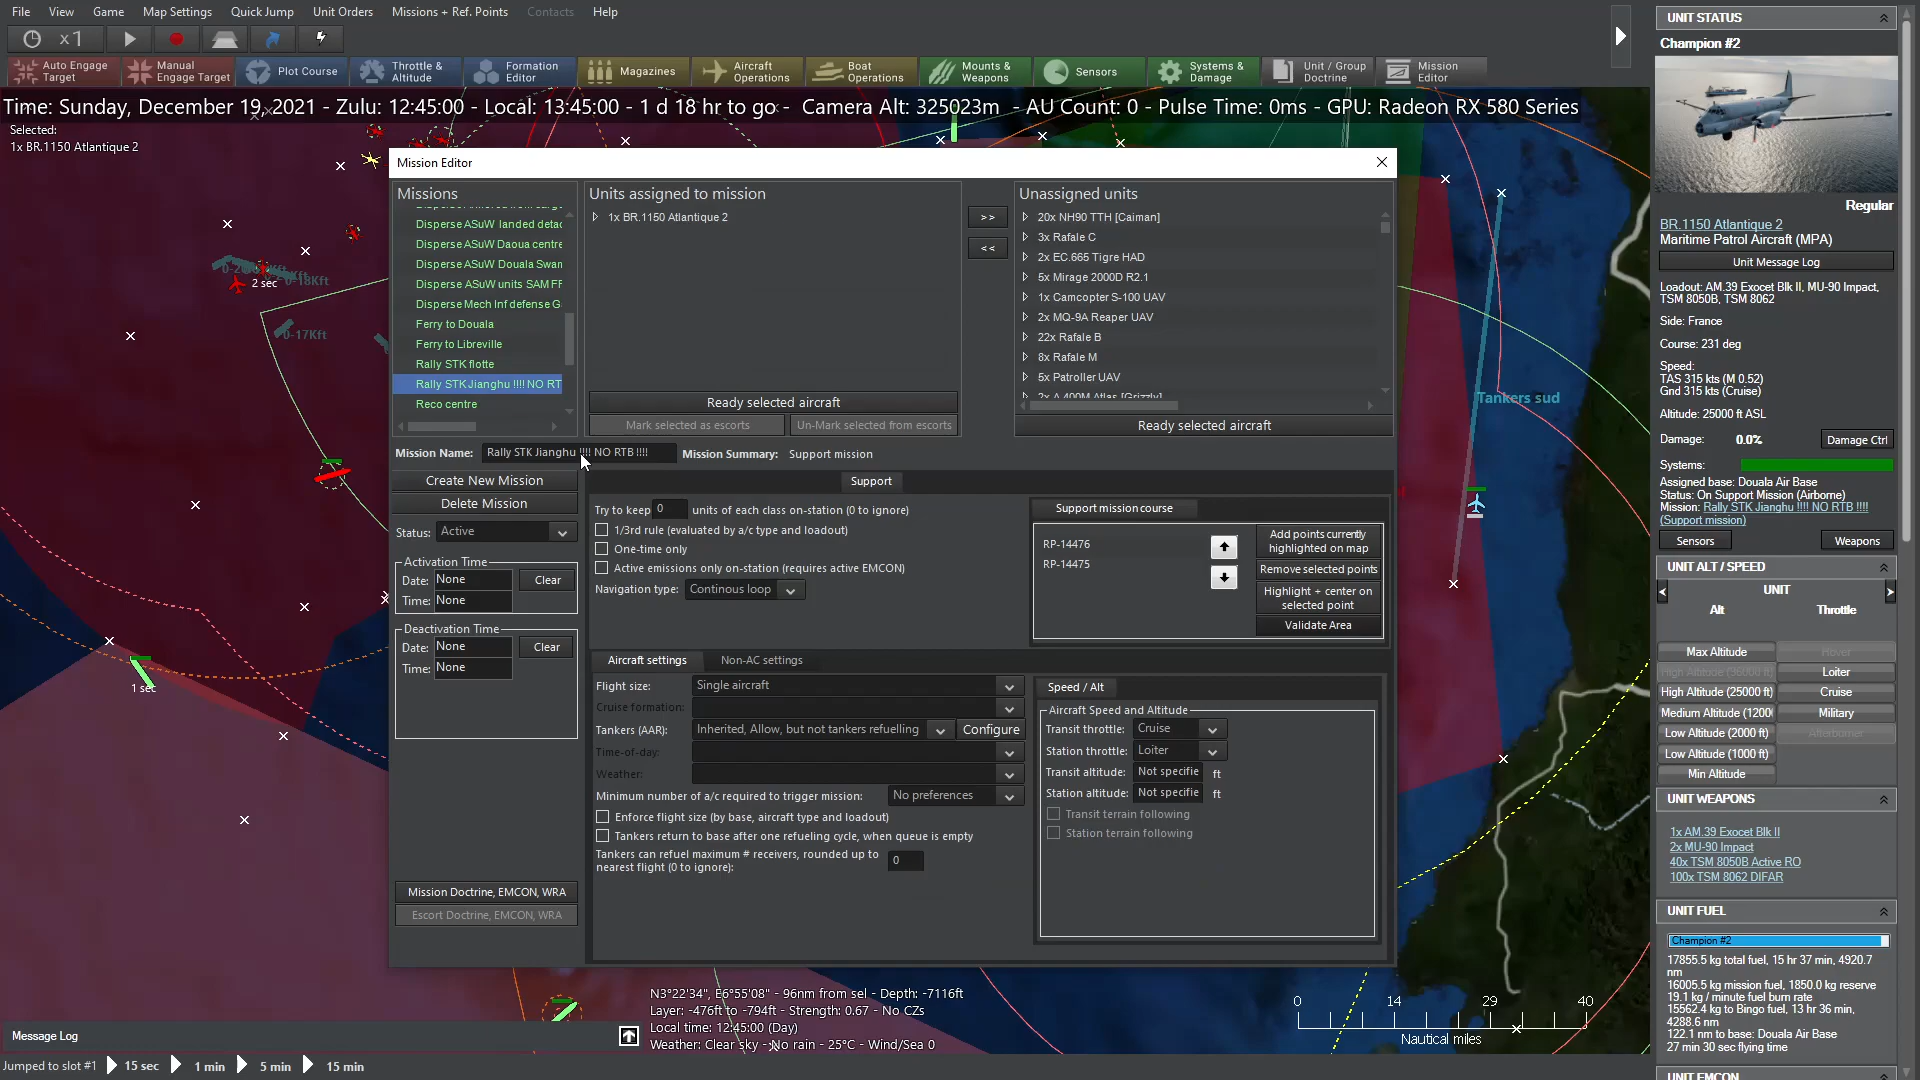 File View Game Map Settings Quick Jump Unit Orders Missions + Ref. Points Contacts Help
x1
Auto Engage Target
Manual Engage Target
Plot Course
Throttle & Altitude
Formation Editor
Magazines
Aircraft Operations
Boat Operations
Mounts & Weapons
Sensors
Systems & Damage
Unit / Group Doctrine
Mission Editor
Time: Sunday, December 19, 2021 - Zulu: 12:45:00 - Local: 13:45:00 - 1 d 18 hr to go - Camera Alt: 325023m - AU Count: 0 - Pulse Time: 0ms - GPU: Radeon RX 580 Series
Selected:
1x BR.1150 Atlantique 2
2 sec
0-18Kft
0-17Kft
1 sec
Tankers sud
Mission Editor
Missions
Disperse ASuW landed detac
Disperse ASuW Daoua centre
Disperse ASuW Douala Swan
Disperse ASuW units SAM FF
Disperse Mech Inf defense G
Ferry to Douala
Ferry to Libreville
Rally STK flotte
Rally STK Jianghu !!!! NO RT
Reco centre
Units assigned to mission
1x BR.1150 Atlantique 2
Ready selected aircraft
Mark selected as escorts
Un-Mark selected from escorts
>>
<<
Unassigned units
20x NH90 TTH [Caiman]
3x Rafale C
2x EC.665 Tigre HAD
5x Mirage 2000D R2.1
1x Camcopter S-100 UAV
2x MQ-9A Reaper UAV
22x Rafale B
8x Rafale M
5x Patroller UAV
2x A.400M Atlas [Grizzly]
Ready selected aircraft
Mission Name: Rally STK Jianghu !!!! NO RTB !!!! Mission Summary: Support mission
Create New Mission
Delete Mission
Status: Active
Activation Time
Date: None Clear
Time: None
Deactivation Time
Date: None Clear
Time: None
Mission Doctrine, EMCON, WRA
Escort Doctrine, EMCON, WRA
Support
Try to keep 0 units of each class on-station (0 to ignore)
1/3rd rule (evaluated by a/c type and loadout)
One-time only
Active emissions only on-station (requires active EMCON)
Navigation type: Continous loop
Support mission course
RP-14476
RP-14475
Add points currently highlighted on map
Remove selected points
Highlight + center on selected point
Validate Area
Aircraft settings Non-AC settings
Flight size: Single aircraft
Cruise formation:
Tankers (AAR): Inherited, Allow, but not tankers refuelling Configure
Time-of-day:
Weather:
Minimum number of a/c required to trigger mission: No preferences
Enforce flight size (by base, aircraft type and loadout)
Tankers return to base after one refueling cycle, when queue is empty
Tankers can refuel maximum # receivers, rounded up to
nearest flight (0 to ignore): 0
Speed / Alt
Aircraft Speed and Altitude
Transit throttle: Cruise
Station throttle: Loiter
Transit altitude: Not specifie ft
Station altitude: Not specifie ft
Transit terrain following
Station terrain following
N3°22'34", E6°55'08" - 96nm from sel - Depth: -7116ft
Layer: -476ft to -794ft - Strength: 0.67 - No CZs
Local time: 12:45:00 (Day)
Weather: Clear sky - No rain - 25°C - Wind/Sea 0
0 14 29 40
Nautical miles
Message Log
Jumped to slot #1 15 sec 1 min 5 min 15 min
UNIT STATUS
Champion #2
Regular
BR.1150 Atlantique 2
Maritime Patrol Aircraft (MPA)
Unit Message Log
Loadout: AM.39 Exocet Blk II, MU-90 Impact,
TSM 8050B, TSM 8062
Side: France
Course: 231 deg
Speed:
TAS 315 kts (M 0.52)
Gnd 315 kts (Cruise)
Altitude: 25000 ft ASL
Damage: 0.0% Damage Ctrl
Systems:
Assigned base: Douala Air Base
Status: On Support Mission (Airborne)
Mission: Rally STK Jianghu !!!! NO RTB !!!!
(Support mission)
Sensors Weapons
UNIT ALT / SPEED
< UNIT >
Alt Throttle
Max Altitude Hover
High Altitude (36000 ft) Loiter
High Altitude (25000 ft) Cruise
Medium Altitude (1200 Military
Low Altitude (2000 ft) Afterburner
Low Altitude (1000 ft)
Min Altitude
UNIT WEAPONS
1x AM.39 Exocet Blk II
2x MU-90 Impact
40x TSM 8050B Active RO
100x TSM 8062 DIFAR
UNIT FUEL
Champion #2
17855.5 kg total fuel, 15 hr 37 min, 4920.7
nm
16005.5 kg mission fuel, 1850.0 kg reserve
19.1 kg / minute fuel burn rate
15562.4 kg to Bingo fuel, 13 hr 36 min,
4288.6 nm
122.1 nm to base: Douala Air Base
27 min 30 sec flying time
UNIT EMCON